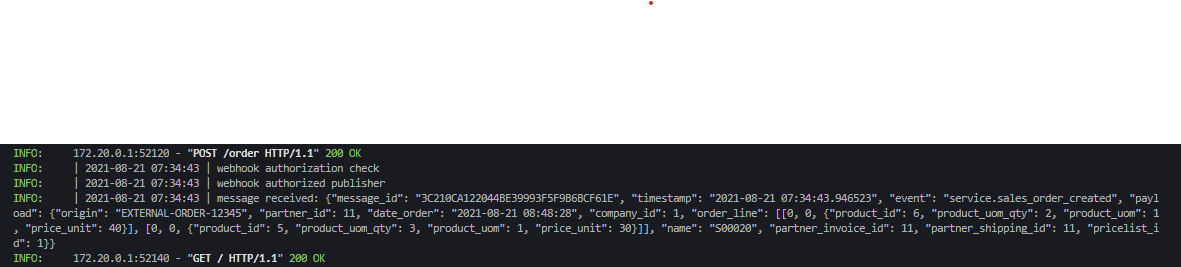 INFO: 172.20.0.1:52120 - "POST /order HTTP/1.1" 200 OK
INFO: | 2021-08-21 07:34:43 | webhook authorization check
INFO: | 2021-08-21 07:34:43 | webhook authorized publisher
INFO: | 2021-08-21 07:34:43 | message received: {"message_id": "3C210CA122044BE39993F5F9B6BCF61E", "timestamp": "2021-08-21 07:34:43.946523", "event": "service.sales_order_created", "payl
oad": {"origin": "EXTERNAL-ORDER-12345", "partner_id": 11, "date_order": "2021-08-21 08:48:28", "company_id": 1, "order_line": [[0, 0, {"product_id": 6, "product_uom_qty": 2, "product_uom": 1
, "price_unit": 40}], [0, 0, {"product_id": 5, "product_uom_qty": 3, "product_uom": 1, "price_unit": 30}]], "name": "S00020", "partner_invoice_id": 11, "partner_shipping_id": 11, "pricelist_i
d": 1}}
INFO: 172.20.0.1:52140 - "GET / HTTP/1.1" 200 OK